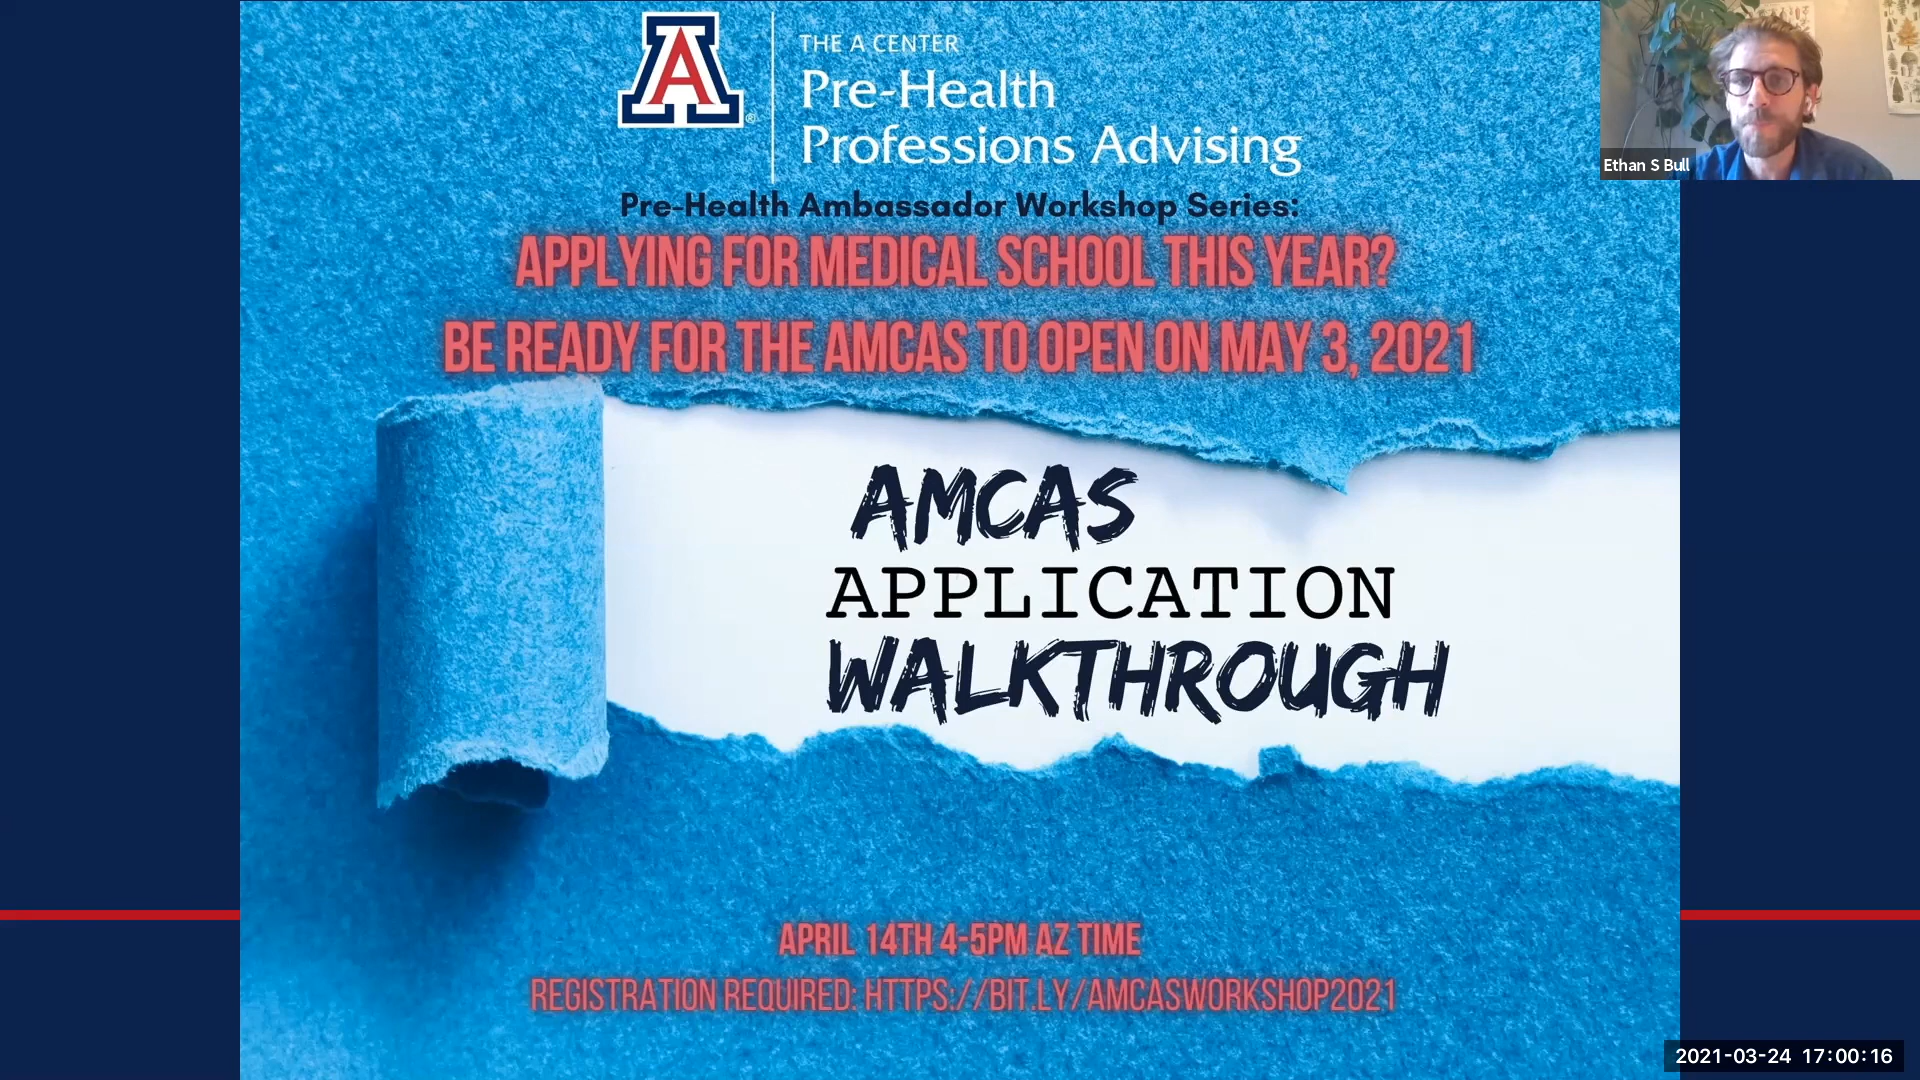 A
®
THE A CENTER
Pre-Health
Professions Advising
Pre-Health Ambassador Workshop Series:
APPLYING FOR MEDICAL SCHOOL THIS YEAR?
BE READY FOR THE AMCAS TO OPEN ON MAY 3, 2021
AMCAS
APPLICATION
WALKTHROUGH
APRIL 14TH 4-5PM AZ TIME
REGISTRATION REQUIRED: HTTPS://BIT.LY/AMCASWORKSHOP2021
Ethan S Bull
2021-03-24 17:00:16